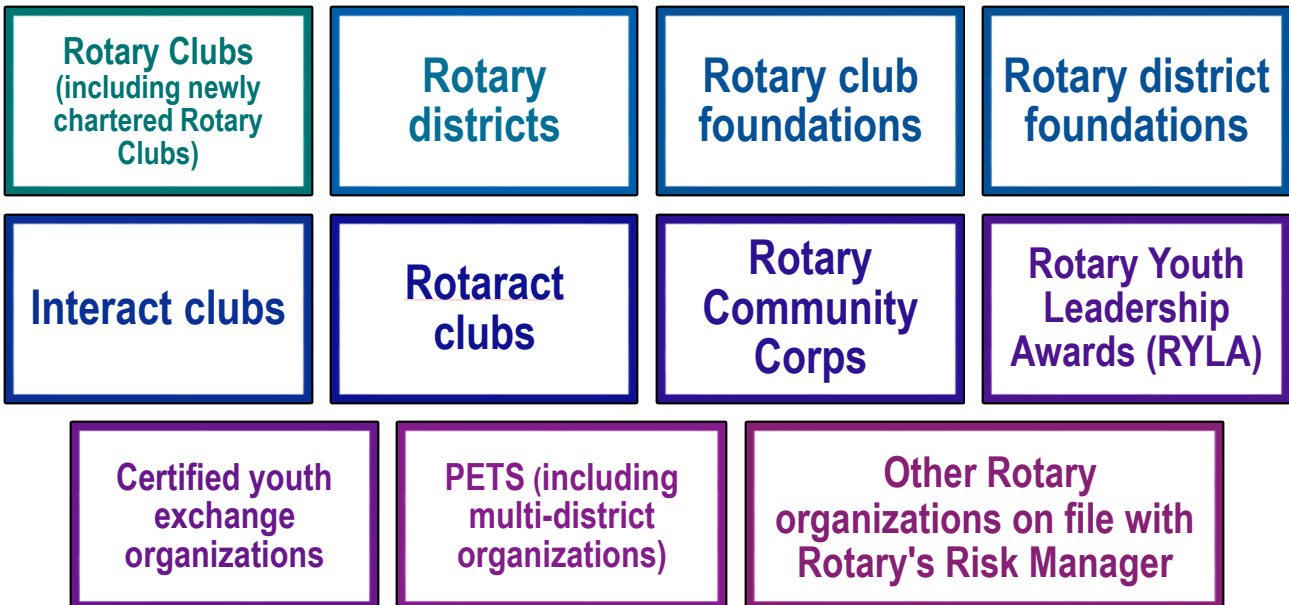 Rotary Clubs
(including newly
chartered Rotary
Clubs)
Rotary
districts
Rotary club
foundations
Rotary district
foundations
Interact clubs
Rotaract
clubs
Rotary
Community
Corps
Rotary Youth
Leadership
Awards (RYLA)
Certified youth
exchange
organizations
PETS (including
multi-district
organizations)
Other Rotary
organizations on file with
Rotary's Risk Manager